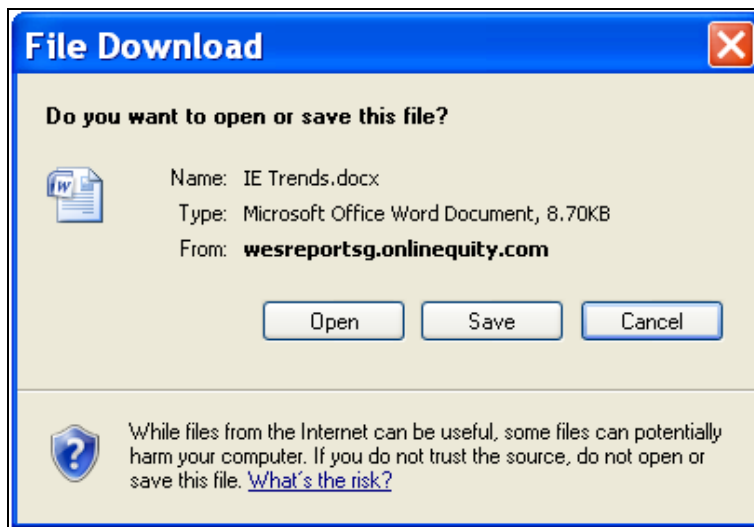 File Download
Do you want to open or save this file?
W
Name: IE Trends.docx
Type: Microsoft Office Word Document, 8.70KB
From: wesreportsg.onlinequity.com
Open Save Cancel
While files from the Internet can be useful, some files can potentially
harm your computer. If you do not trust the source, do not open or
save this file. What's the risk?